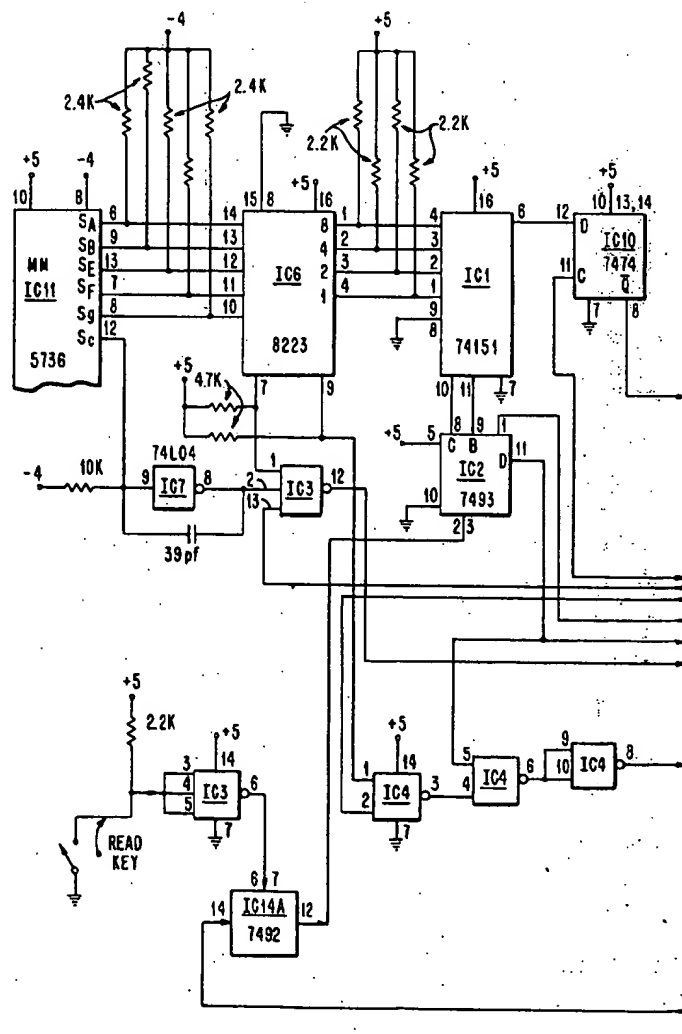 -4
+5
2.4K
2.4K
2.2K
2.2K
+5
-4
+5
+5
+5
10
8
15
8
16
16
10
13, 14
SA
6
14
8
1
4
6
12
D
IC10
SB
9
13
4
2
3
MM
SE
13
12
IC6
2
3
2
IC1
11
C
7474
IC11
SF
7
11
1
4
1
Q
Sg
8
10
9
7
8
5736
SC
12
8223
8
74151
7
9
10
11
7
+5
4.7K
8
9
1
+5
5
C
B
IC2
D
11
74L04
1
-4
10K
9
IC7
8
2
IC3
12
10
7493
13
2
3
39pf
+5
2.2K
+5
+5
3
14
1
14
5
9
4
IC3
6
IC4
3
4
IC4
6
10
IC4
8
5
2
7
7
READ
KEY
6
7
14
IC14A
12
7492